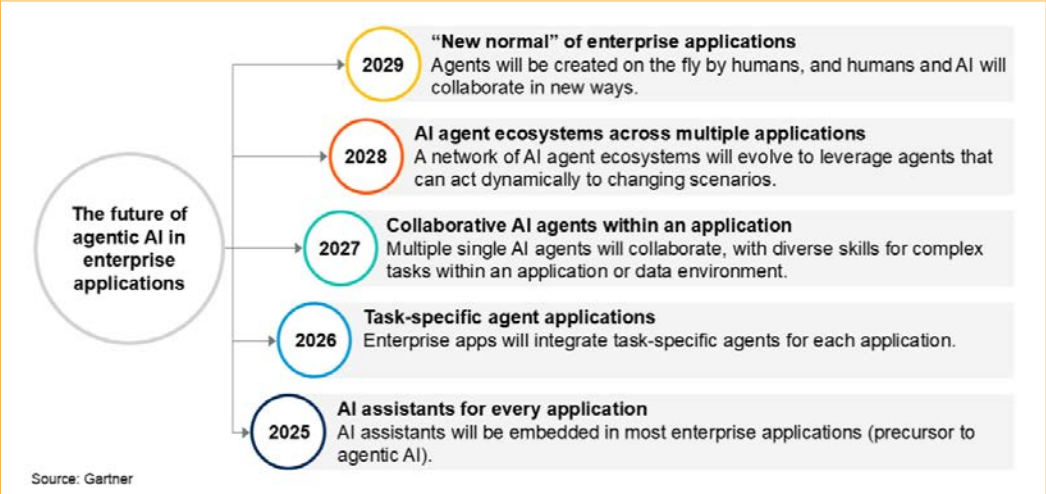 The future of
agentic AI in
enterprise
applications
2029
“New normal” of enterprise applications
Agents will be created on the fly by humans, and humans and AI will
collaborate in new ways.
2028
AI agent ecosystems across multiple applications
A network of AI agent ecosystems will evolve to leverage agents that
can act dynamically to changing scenarios.
2027
Collaborative AI agents within an application
Multiple single AI agents will collaborate, with diverse skills for complex
tasks within an application or data environment.
2026
Task-specific agent applications
Enterprise apps will integrate task-specific agents for each application.
2025
AI assistants for every application
AI assistants will be embedded in most enterprise applications (precursor to
agentic AI).
Source: Gartner